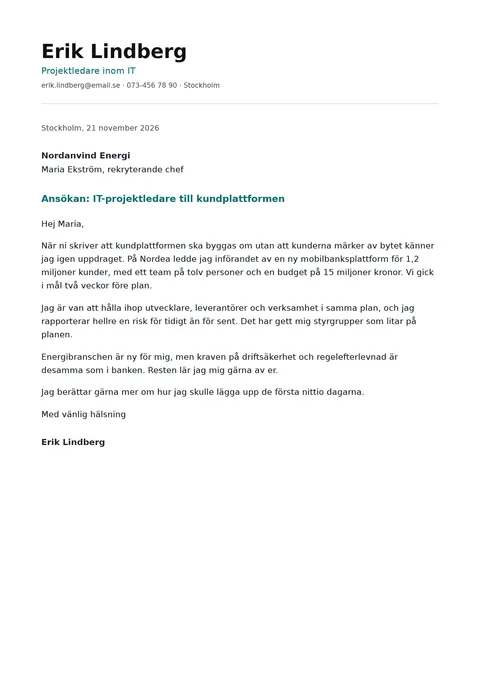 Erik Lindberg
Projektledare inom IT
erik.lindberg@email.se · 073-456 78 90 · Stockholm
Stockholm, 21 november 2026
Nordanvind Energi
Maria Ekström, rekryterande chef
Ansökan: IT-projektledare till kundplattformen
Hej Maria,
När ni skriver att kundplattformen ska byggas om utan att kunderna märker av bytet känner
jag igen uppdraget. På Nordea ledde jag införandet av en ny mobilbanksplattform för 1,2
miljoner kunder, med ett team på tolv personer och en budget på 15 miljoner kronor. Vi gick
i mål två veckor före plan.
Jag är van att hålla ihop utvecklare, leverantörer och verksamhet i samma plan, och jag
rapporterar hellre en risk för tidigt än för sent. Det har gett mig styrgrupper som litar på
planen.
Energibranschen är ny för mig, men kraven på driftsäkerhet och regelefterlevnad är
desamma som i banken. Resten lär jag mig gärna av er.
Jag berättar gärna mer om hur jag skulle lägga upp de första nittio dagarna.
Med vänlig hälsning
Erik Lindberg